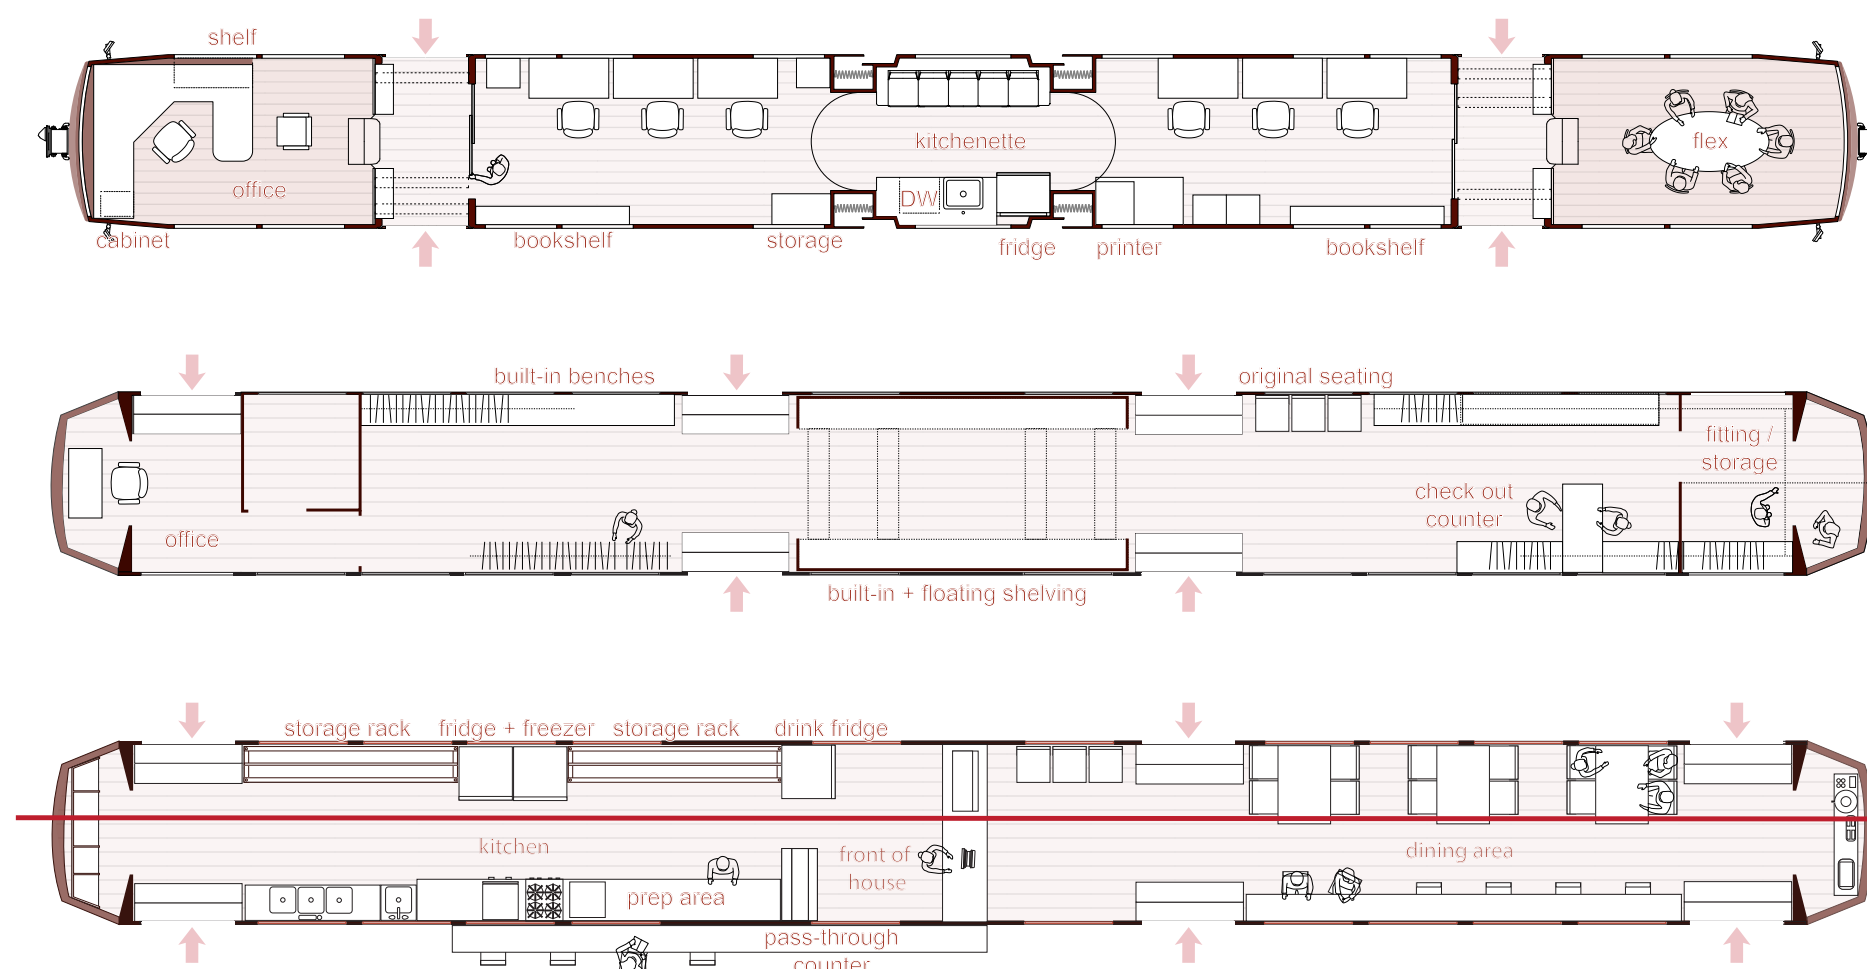 shelf
kitchenette
flex
office
DW
cabinet
bookshelf
storage
fridge
printer
bookshelf
built-in benches
original seating
fitting /
storage
check out
counter
office
built-in + floating shelving
storage rack
fridge + freezer
storage rack
drink fridge
kitchen
front of
house
dining area
prep area
pass-through
counter